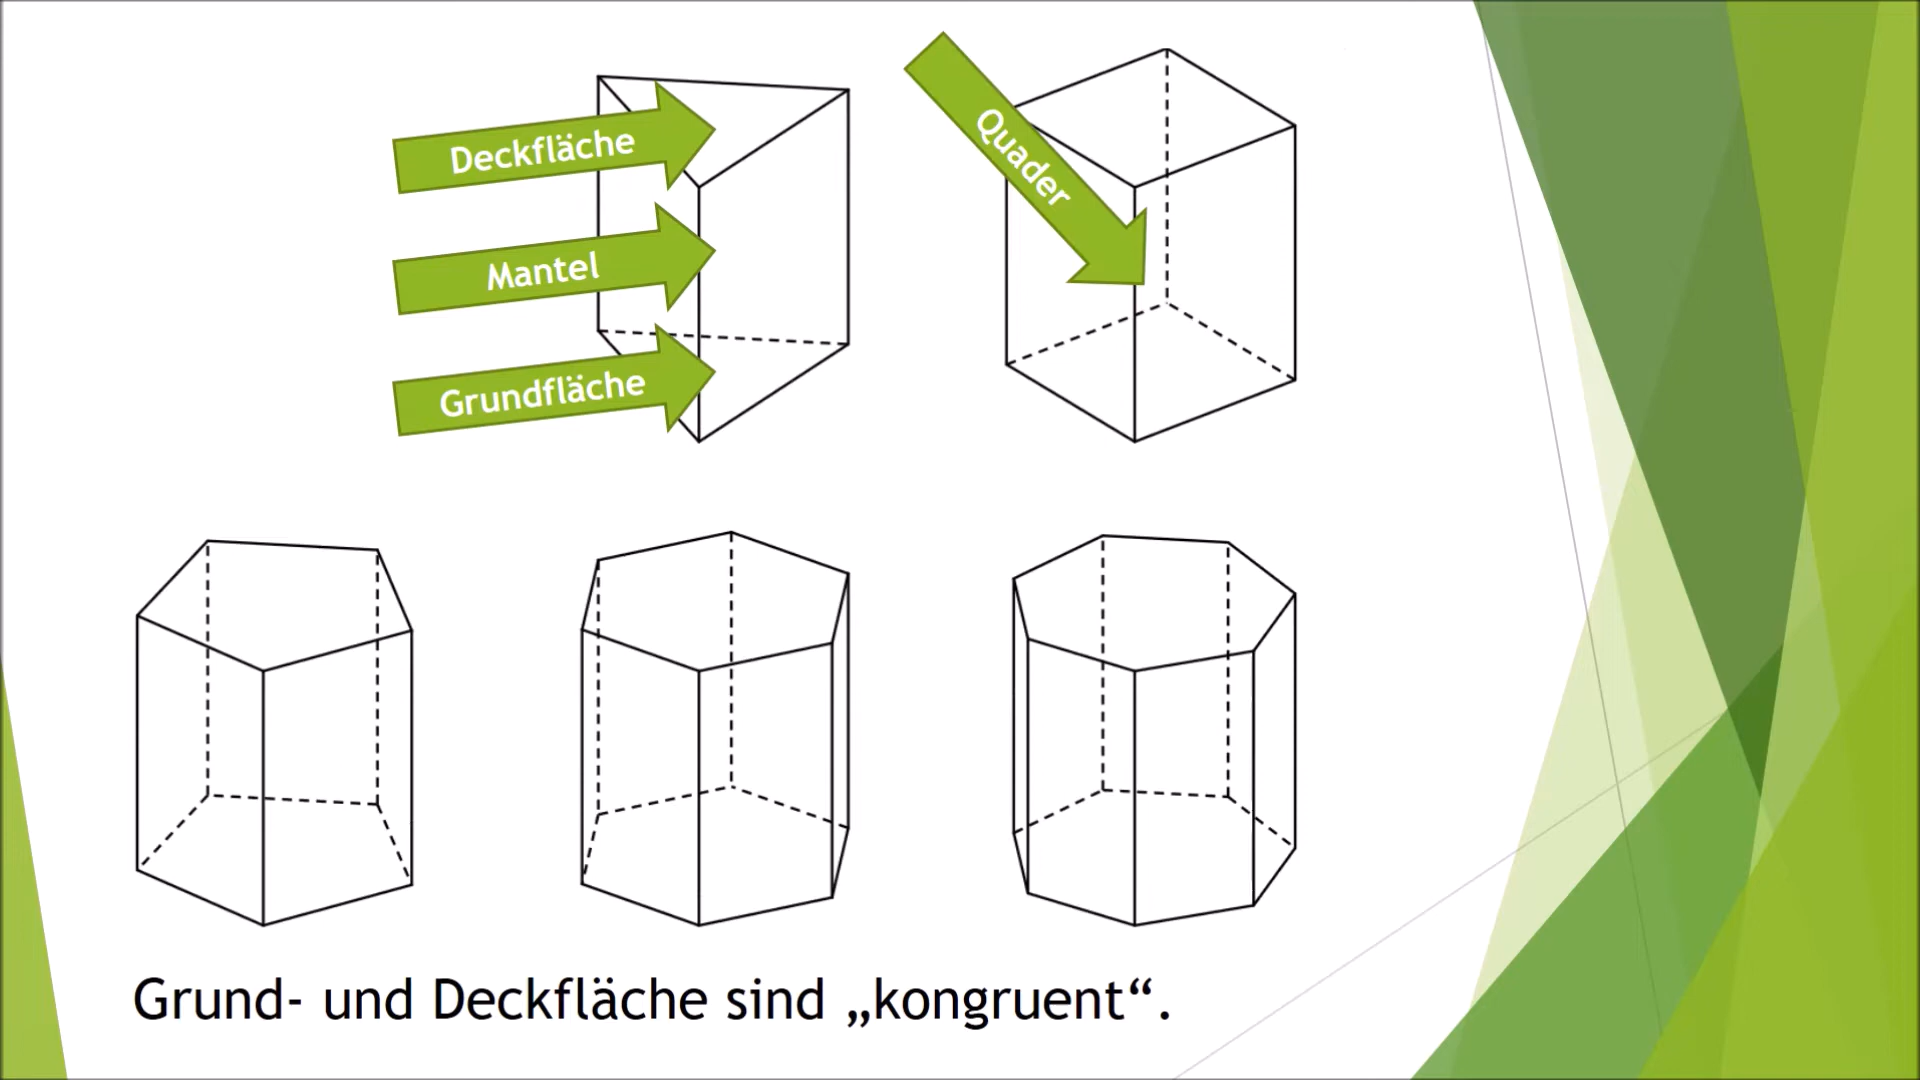 Deckfläche
Quader
Mantel
Grundfläche
Grund- und Deckfläche sind „kongruent“.